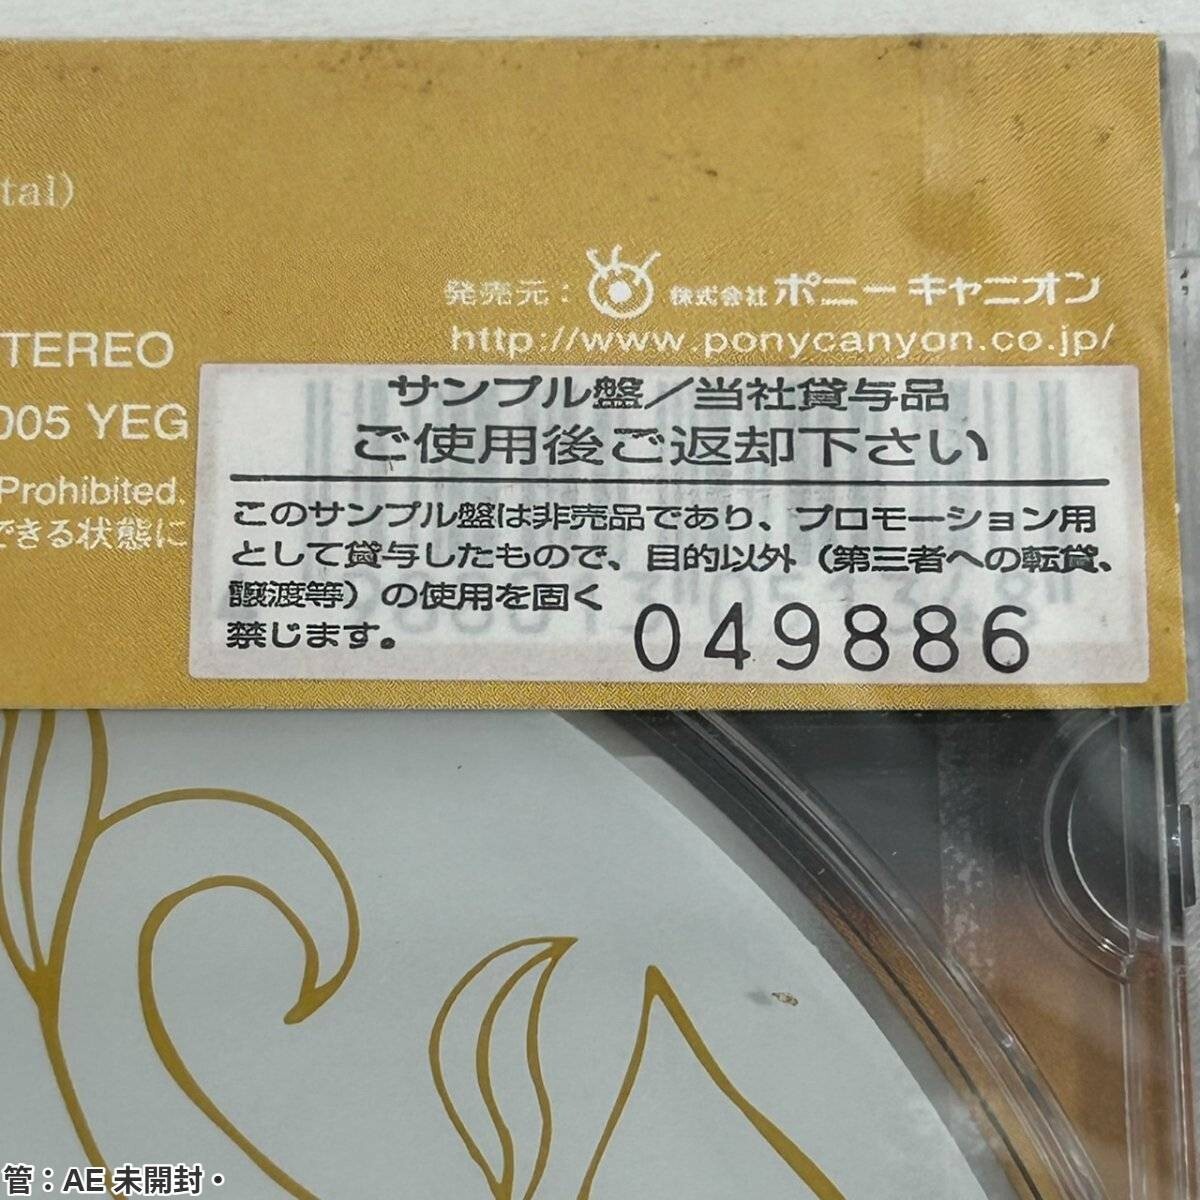 tal)
発売元: 株式会社 ポニーキャニオン
http://www.ponycanyon.co.jp/
TEREO
005 YEG
Prohibited.
できる状態に
サンプル盤／当社貸与品
ご使用後ご返却下さい
このサンプル盤は非売品であり、プロモーション用
として貸与したもので、目的以外（第三者への転貸、
譲渡等）の使用を固く
禁じます。
049886
管：AE 未開封・